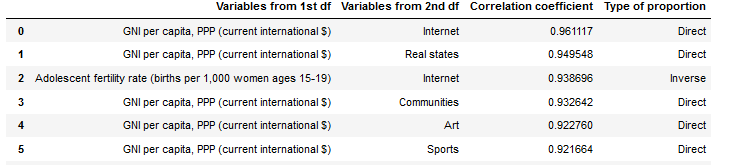 Variables from 1st df Variables from 2nd df Correlation coefficient Type of proportion
0 GNI per capita, PPP (current international $) Internet 0.961117 Direct
1 GNI per capita, PPP (current international $) Real states 0.949548 Direct
2 Adolescent fertility rate (births per 1,000 women ages 15-19) Internet 0.938696 Inverse
3 GNI per capita, PPP (current international $) Communities 0.932642 Direct
4 GNI per capita, PPP (current international $) Art 0.922760 Direct
5 GNI per capita, PPP (current international $) Sports 0.921664 Direct